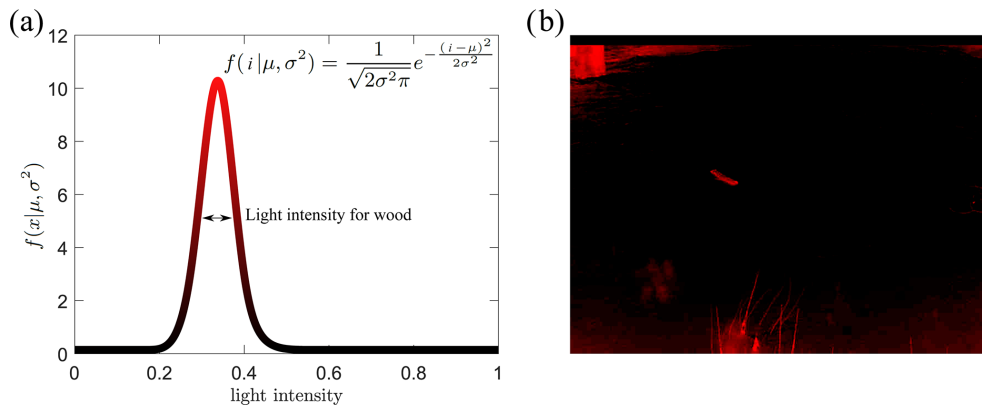 (a)
(b)
12
10
8
6
4
2
0
f(x|μ, σ²)
f(i|μ, σ²) = 1/√(2σ²π) e^(-(i−μ)²/(2σ²))
Light intensity for wood
0 0.2 0.4 0.6 0.8 1
light intensity